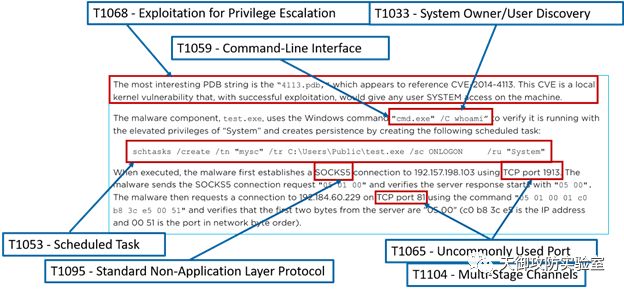 T1068 - Exploitation for Privilege Escalation
T1033 - System Owner/User Discovery
T1059 - Command-Line Interface
The most interesting PDB string is the "4113.pdb," which appears to reference CVE-2014-4113. This CVE is a local
kernel vulnerability that, with successful exploitation, would give any user SYSTEM access on the machine.
The malware component, test.exe, uses the Windows command "cmd.exe" /C whoami" to verify it is running with
the elevated privileges of "System" and creates persistence by creating the following scheduled task:
schtasks /create /tn "mysc" /tr C:\Users\Public\test.exe /sc ONLOGON /ru "System"
When executed, the malware first establishes a SOCKS5 connection to 192.157.198.103 using TCP port 1913. The
malware sends the SOCKS5 connection request "05 01 00" and verifies the server response starts with "05 00".
The malware then requests a connection to 192.184.60.229 on TCP port 81 using the command "05 01 00 01 c0
b8 3c e5 00 51" and verifies that the first two bytes from the server are "05 00" (c0 b8 3c e5 is the IP address
and 00 51 is the port in network byte order).
T1053 - Scheduled Task
T1065 - Uncommonly Used Port
T1095 - Standard Non-Application Layer Protocol
T1104 - Multi-Stage Channels
天御攻防实验室